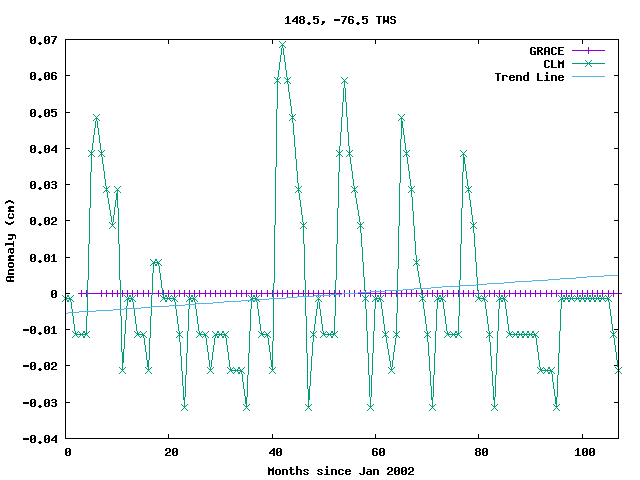 148.5, -76.5 TWS
GRACE
CLM
Trend Line
Anomaly (cm)
0.07
0.06
0.05
0.04
0.03
0.02
0.01
0
-0.01
-0.02
-0.03
-0.04
0 20 40 60 80 100
Months since Jan 2002